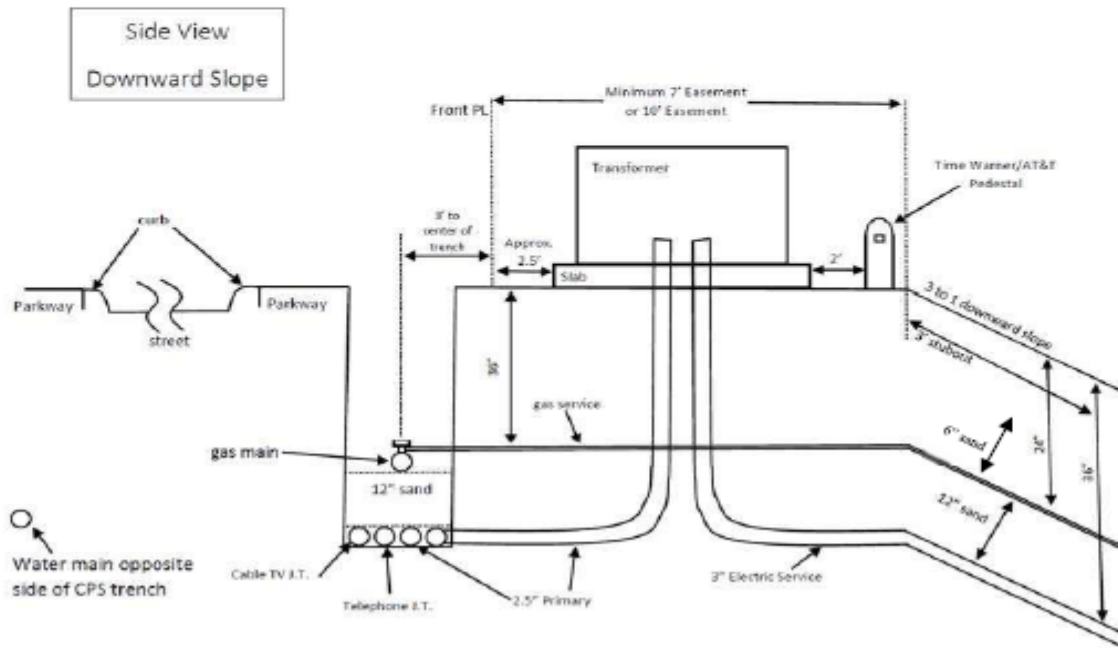 Side View
Downward Slope
Minimum 7' Easement
or 10' Easement
Front PL
Transformer
Time Warner/AT&T
Pedestal
curb
3' to
center of
trench
Approx.
2.5'
2'
Slab
Parkway
Parkway
street
3 to 1 downward slope
3' stubout
36"
gas service
gas main
6" sand
24"
36"
12" sand
12" sand
Water main opposite
side of CPS trench
Cable TV J.T.
Telephone J.T.
2.5" Primary
3" Electric Service